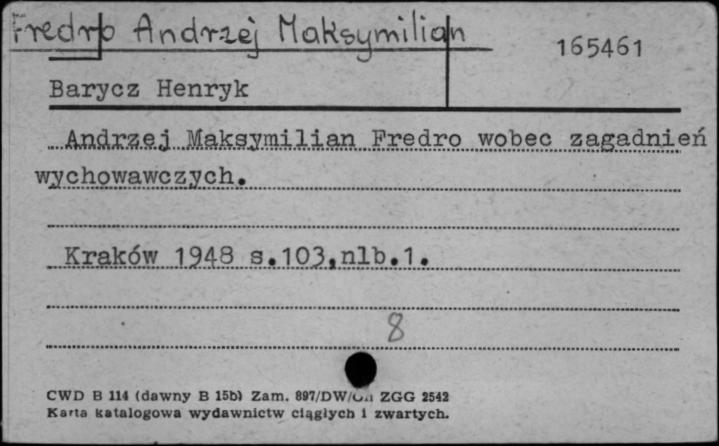 Fredro Andrzej Maksymilian
165461
Barycz Henryk
Andrzej Maksymilian Fredro wobec zagadnień
wychowawczych.
Kraków 1948 s.103,nlb.1.
8
CWD B 114 (dawny B 15b) Zam. 897/DW/ ZGG 2542
Karta katalogowa wydawnictw ciągłych i zwartych.